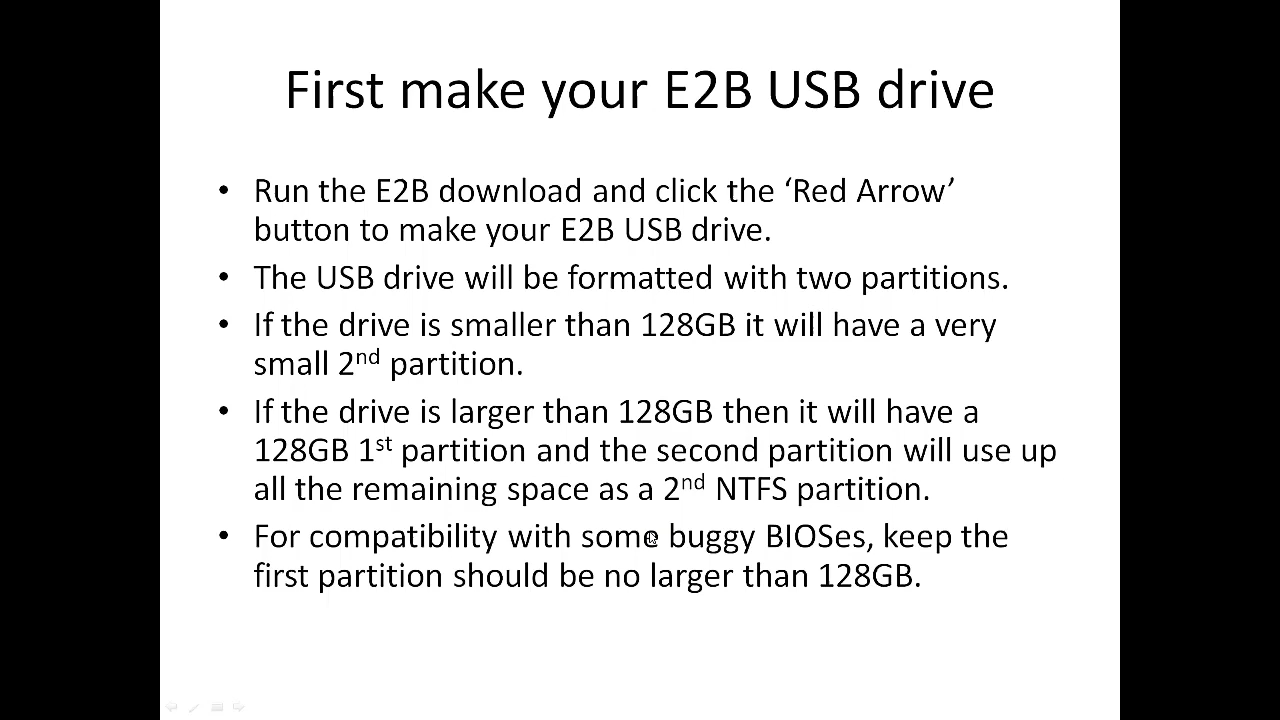 First make your E2B USB drive
• Run the E2B download and click the ‘Red Arrow’
button to make your E2B USB drive.
• The USB drive will be formatted with two partitions.
• If the drive is smaller than 128GB it will have a very
small 2nd partition.
• If the drive is larger than 128GB then it will have a
128GB 1st partition and the second partition will use up
all the remaining space as a 2nd NTFS partition.
• For compatibility with some buggy BIOSes, keep the
first partition should be no larger than 128GB.